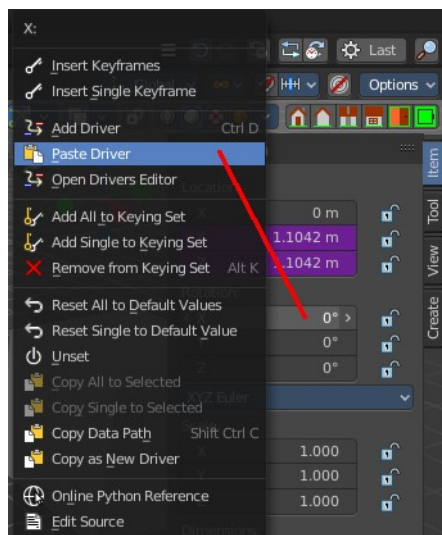 X:
Insert Keyframes
Insert Single Keyframe
Last
Options
Add Driver Ctrl D
Paste Driver
Open Drivers Editor
Item
Tool
View
Create
Location:
X 0 m
1.1042 m
1.1042 m
Add All to Keying Set
Add Single to Keying Set
Remove from Keying Set Alt K
Rotation:
0°
0°
Z 0°
XYZ Euler
Reset All to Default Values
Reset Single to Default Value
Unset
Copy All to Selected
Copy Single to Selected
Copy Data Path Shift Ctrl C
Copy as New Driver
X 1.000
Y 1.000
Z 1.000
Online Python Reference
Edit Source
Dimensions: